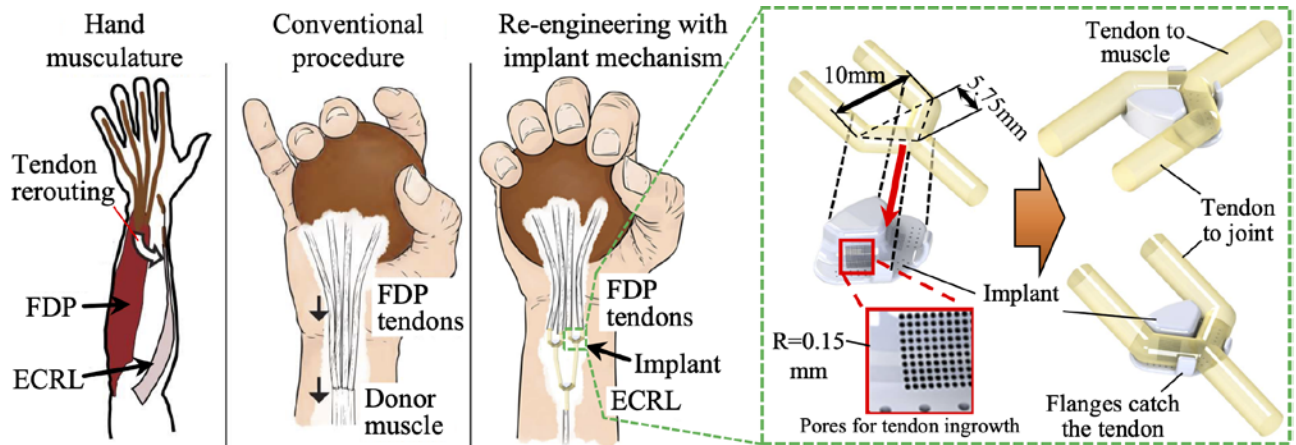 Hand
musculature
Tendon
rerouting
FDP
ECRL
Conventional
procedure
FDP
tendons
Donor
muscle
Re-engineering with
implant mechanism
FDP
tendons
Implant
ECRL
10mm
5.75mm
R=0.15
mm
Pores for tendon ingrowth
Tendon to
muscle
Tendon
to joint
Implant
Flanges catch
the tendon